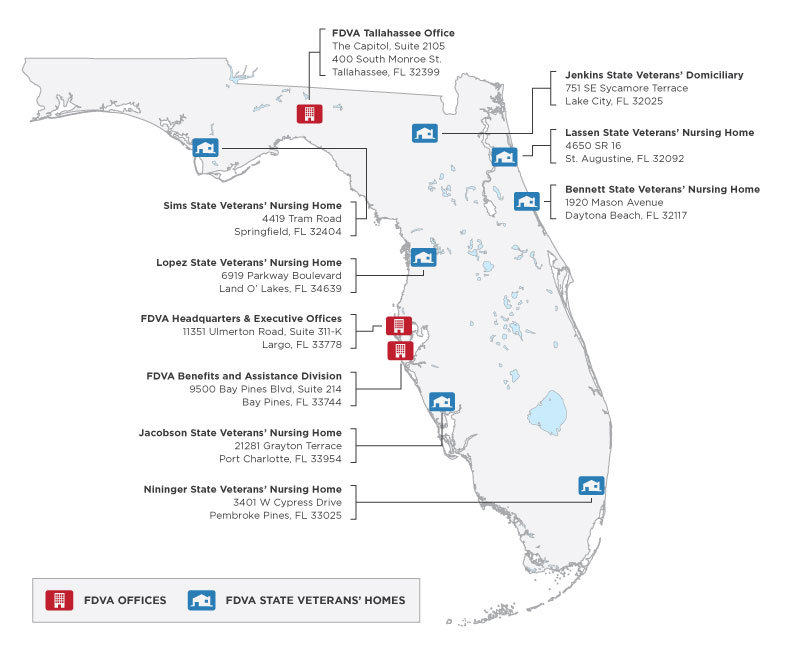 FDVA Tallahassee Office
The Capitol, Suite 2105
400 South Monroe St.
Tallahassee, FL 32399
Jenkins State Veterans’ Domiciliary
751 SE Sycamore Terrace
Lake City, FL 32025
Lassen State Veterans’ Nursing Home
4650 SR 16
St. Augustine, FL 32092
Bennett State Veterans’ Nursing Home
1920 Mason Avenue
Daytona Beach, FL 32117
Sims State Veterans’ Nursing Home
4419 Tram Road
Springfield, FL 32404
Lopez State Veterans’ Nursing Home
6919 Parkway Boulevard
Land O’ Lakes, FL 34639
FDVA Headquarters & Executive Offices
11351 Ulmerton Road, Suite 311-K
Largo, FL 33778
FDVA Benefits and Assistance Division
9500 Bay Pines Blvd, Suite 214
Bay Pines, FL 33744
Jacobson State Veterans’ Nursing Home
21281 Grayton Terrace
Port Charlotte, FL 33954
Nininger State Veterans’ Nursing Home
3401 W Cypress Drive
Pembroke Pines, FL 33025
FDVA OFFICES
FDVA STATE VETERANS’ HOMES